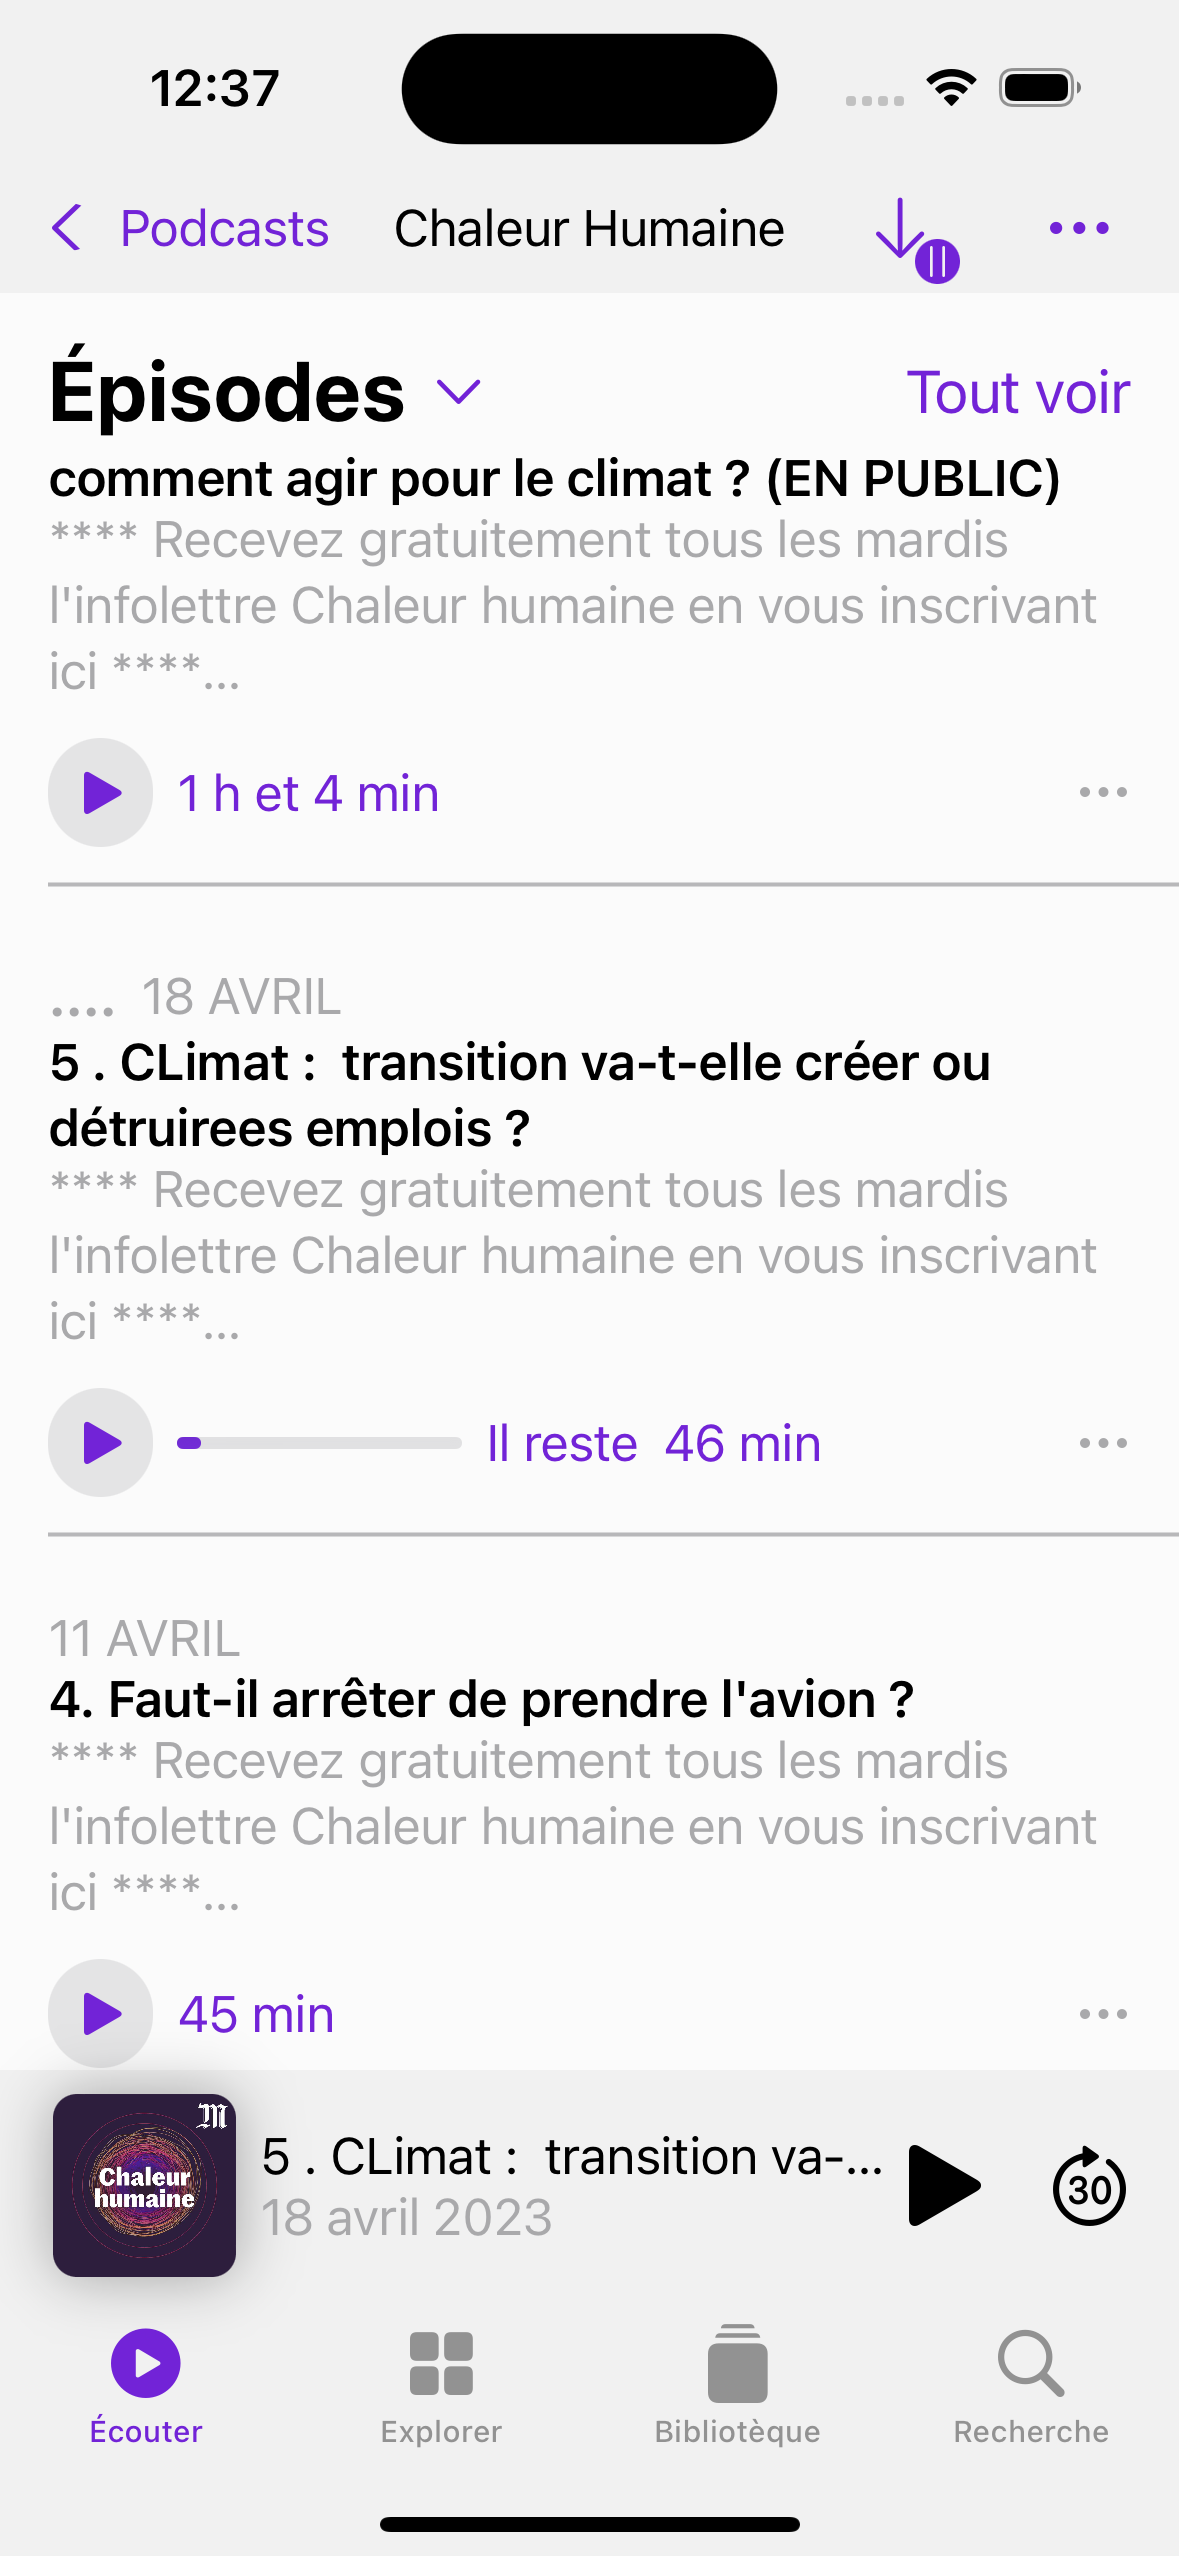 12:37
Podcasts
Chaleur Humaine
Épisodes
Tout voir
comment agir pour le climat ? (EN PUBLIC)
**** Recevez gratuitement tous les mardis
l'infolettre Chaleur humaine en vous inscrivant
ici ****...
1 h et 4 min
.... 18 AVRIL
5 . CLimat :  transition va-t-elle créer ou
détruirees emplois ?
**** Recevez gratuitement tous les mardis
l'infolettre Chaleur humaine en vous inscrivant
ici ****...
Il reste  46 min
11 AVRIL
4. Faut-il arrêter de prendre l'avion ?
**** Recevez gratuitement tous les mardis
l'infolettre Chaleur humaine en vous inscrivant
ici ****...
45 min
M
Chaleur
humaine
5 . CLimat :  transition va-...
18 avril 2023
30
Écouter
Explorer
Bibliotèque
Recherche